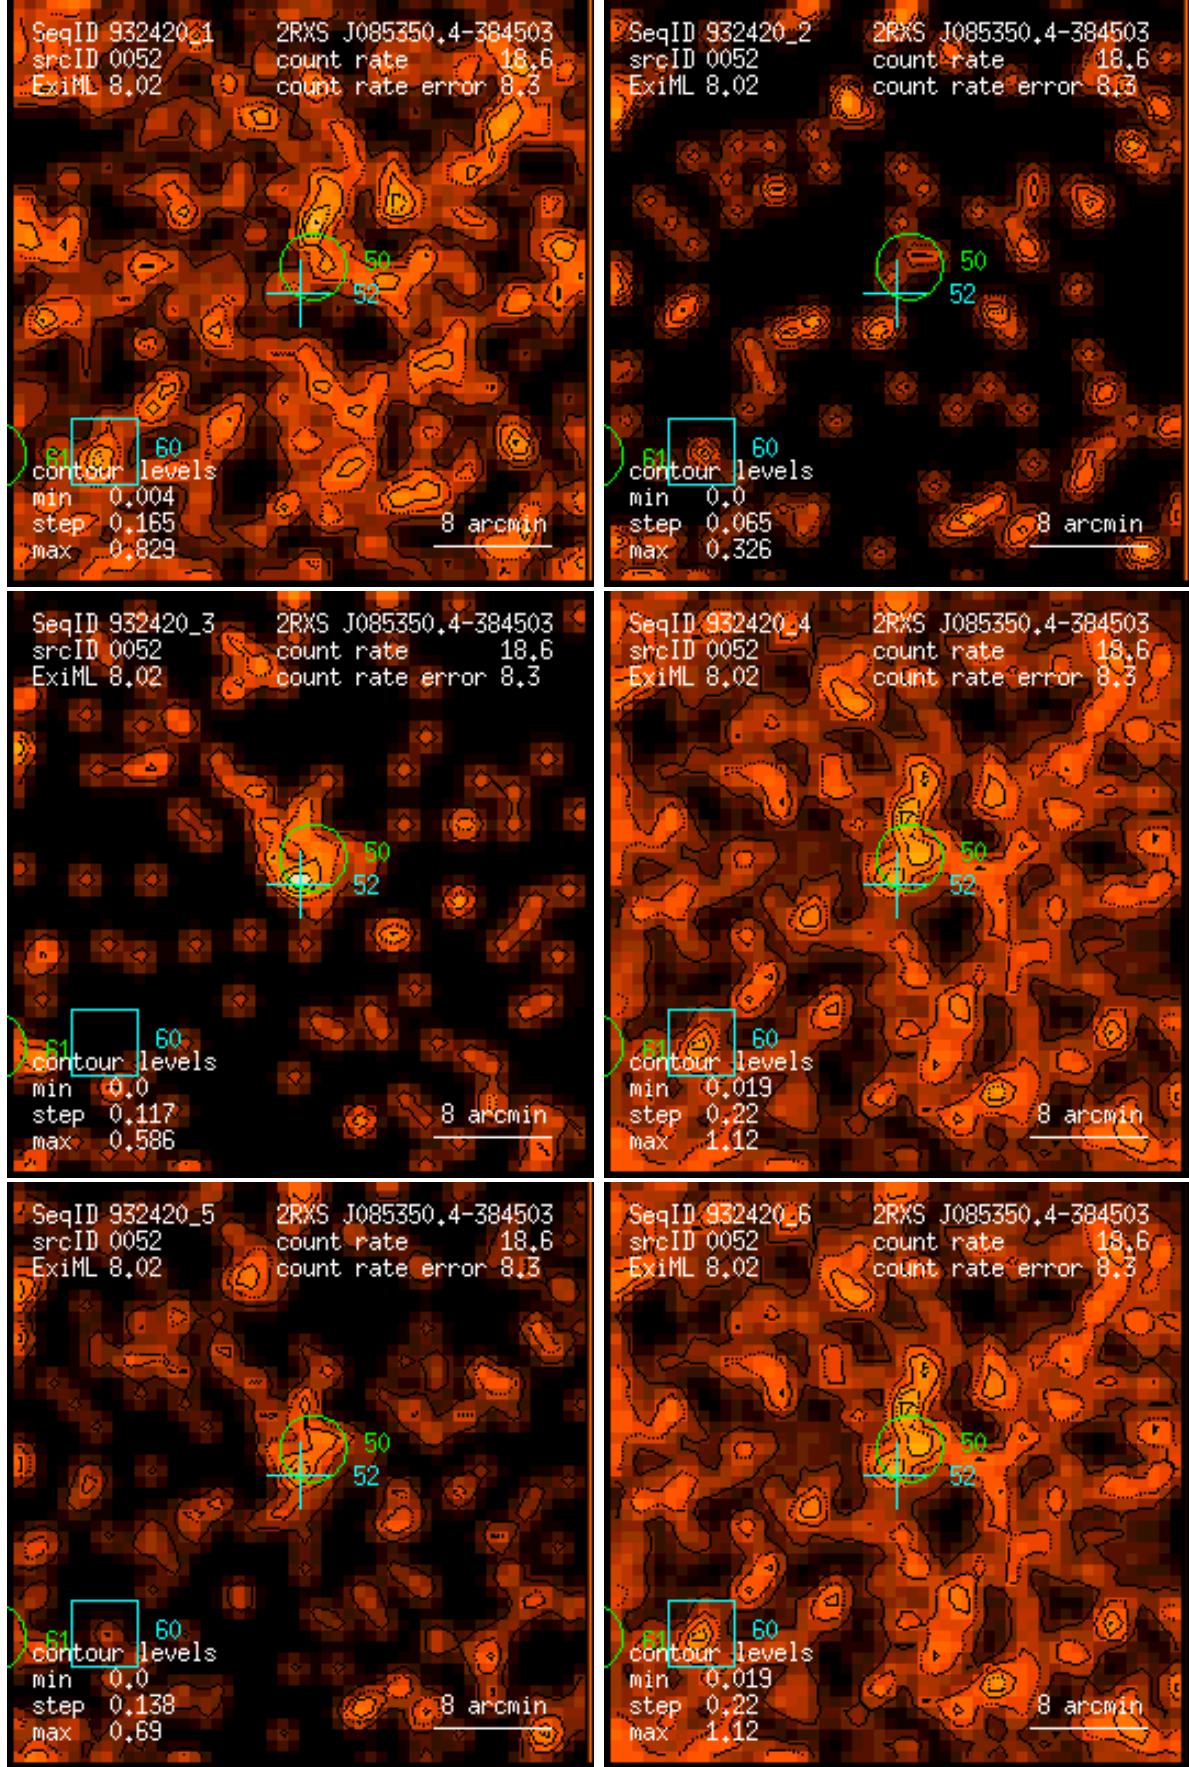 SeqID 932420_1 2RXS J085350.4-384503
srcID 0052 count rate 18.6
ExiML 8.02 count rate error 8.3
50
52
61 60
contour levels
min 0.004
step 0.165 8 arcmin
max 0.829
SeqID 932420_2 2RXS J085350.4-384503
srcID 0052 count rate 18.6
ExiML 8.02 count rate error 8.3
50
52
61 60
contour levels
min 0.0
step 0.065 8 arcmin
max 0.326
SeqID 932420_3 2RXS J085350.4-384503
srcID 0052 count rate 18.6
ExiML 8.02 count rate error 8.3
50
52
61 60
contour levels
min 0.0
step 0.117 8 arcmin
max 0.586
SeqID 932420_4 2RXS J085350.4-384503
srcID 0052 count rate 18.6
ExiML 8.02 count rate error 8.3
50
52
61 60
contour levels
min 0.019
step 0.22 8 arcmin
max 1.12
SeqID 932420_5 2RXS J085350.4-384503
srcID 0052 count rate 18.6
ExiML 8.02 count rate error 8.3
50
52
61 60
contour levels
min 0.0
step 0.138 8 arcmin
max 0.69
SeqID 932420_6 2RXS J085350.4-384503
srcID 0052 count rate 18.6
ExiML 8.02 count rate error 8.3
50
52
61 60
contour levels
min 0.019
step 0.22 8 arcmin
max 1.12